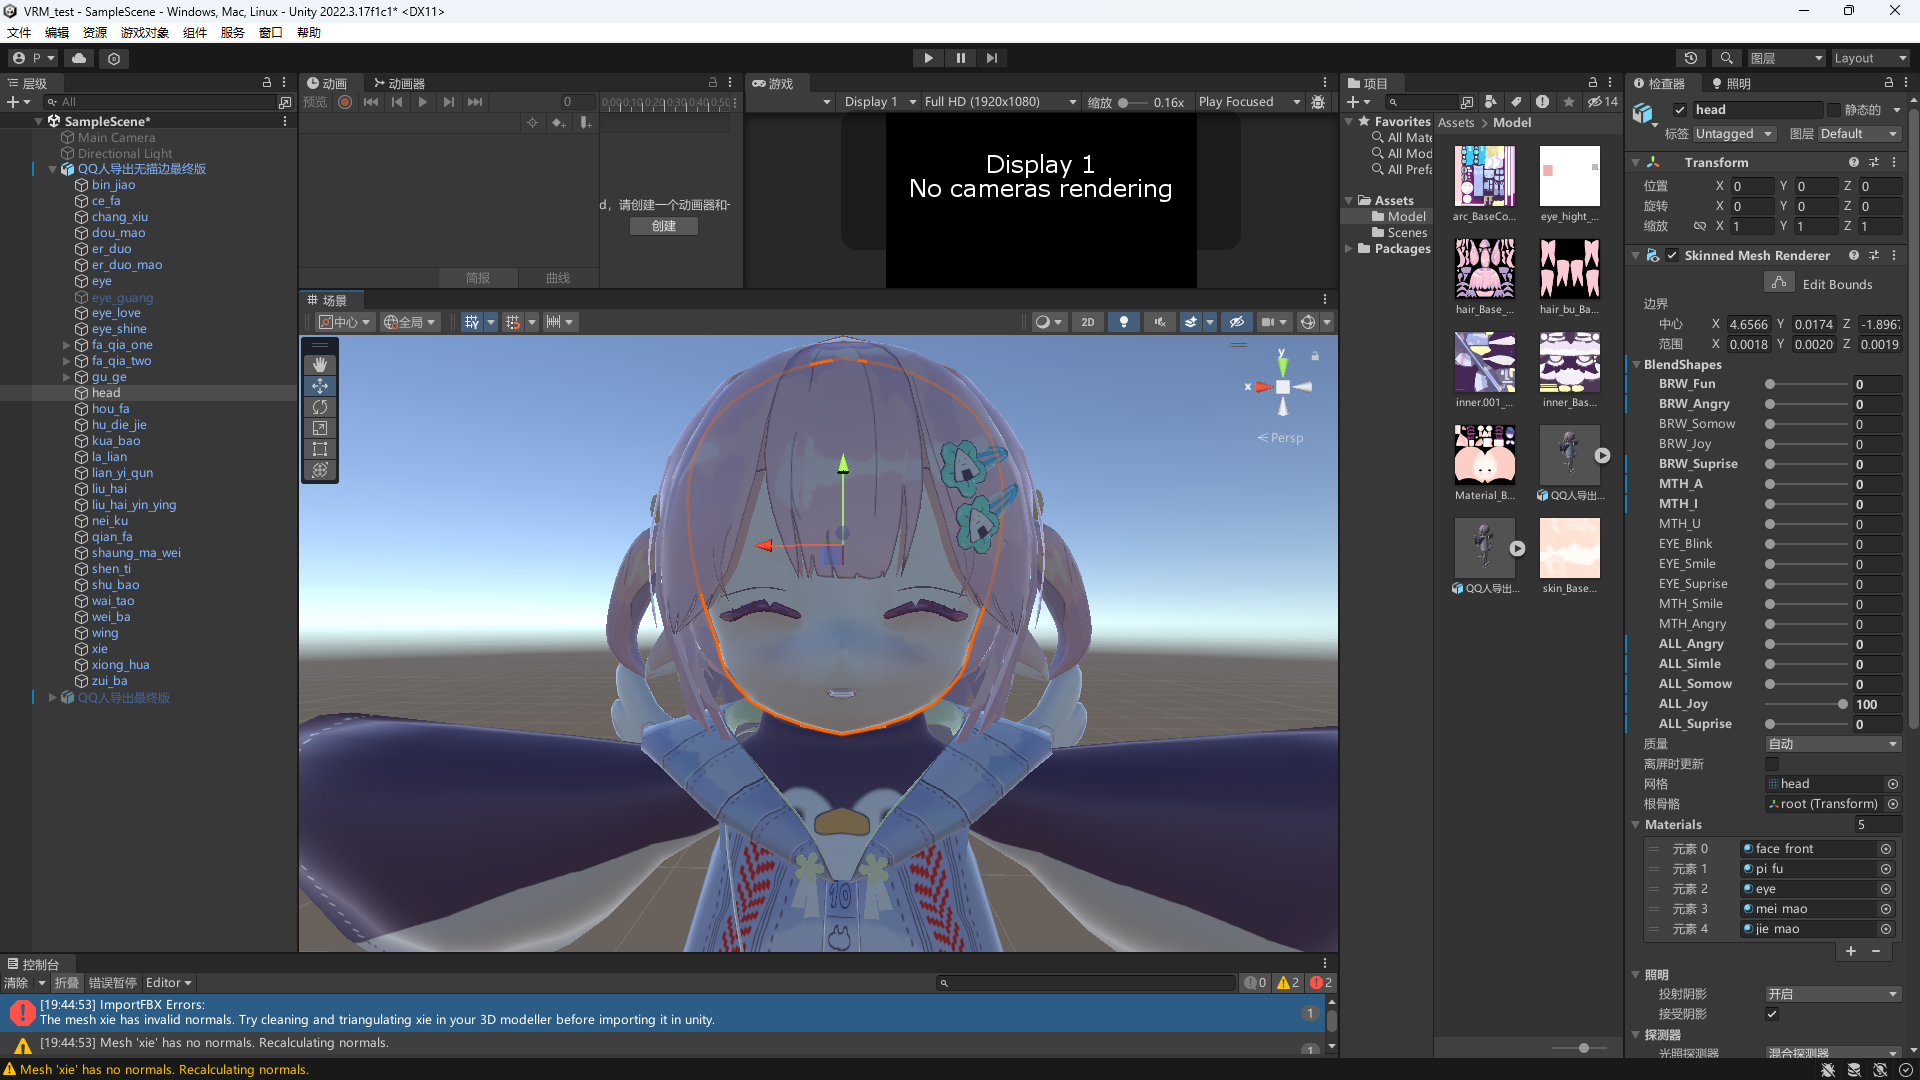 VRM_test - SampleScene - Windows, Mac, Linux - Unity 2022.3.17f1c1* <DX11>
文件 编辑 资源 游戏对象 组件 服务 窗口 帮助
P
图层 Layout
层级
All
SampleScene*
Main Camera
Directional Light
QQ人导出无描边最终版
bin_jiao
ce_fa
chang_xiu
dou_mao
er_duo
er_duo_mao
eye
eye_guang
eye_love
eye_shine
fa_qia_one
fa_qia_two
gu_ge
head
hou_fa
hu_die_jie
kua_bao
la_lian
lian_yi_qun
liu_hai
liu_hai_yin_ying
nei_ku
qian_fa
shaung_ma_wei
shen_ti
shu_bao
wai_tao
wei_ba
wing
xie
xiong_hua
zui_ba
QQ人导出最终版
动画 动画器
预览 0
d，请创建一个动画器和
创建
简报 曲线
游戏
Display 1 Full HD (1920x1080) 缩放 0.16x Play Focused
Display 1
No cameras rendering
场景
中心 全局 2D
y
x
Persp
10
项目
14
Favorites
All Mate
All Mod
All Prefa
Assets
Model
Scenes
Packages
Assets > Model
arc_BaseCo... eye_hight_...
hair_Base_... hair_bu_Ba...
inner.001_... inner_Bas...
Material_B... QQ人导出...
QQ人导出... skin_Base...
检查器 照明
head 静态的
标签 Untagged 图层 Default
Transform
位置 X 0 Y 0 Z 0
旋转 X 0 Y 0 Z 0
缩放 X 1 Y 1 Z 1
Skinned Mesh Renderer
Edit Bounds
边界
中心 X 4.6566 Y 0.0174 Z -1.8967
范围 X 0.0018 Y 0.0020 Z 0.0019
BlendShapes
BRW_Fun 0
BRW_Angry 0
BRW_Somow 0
BRW_Joy 0
BRW_Suprise 0
MTH_A 0
MTH_I 0
MTH_U 0
EYE_Blink 0
EYE_Smile 0
EYE_Suprise 0
MTH_Smile 0
MTH_Angry 0
ALL_Angry 0
ALL_Simle 0
ALL_Somow 0
ALL_Joy 100
ALL_Suprise 0
质量 自动
离屏时更新
网格 head
根骨骼 root (Transform)
Materials 5
元素 0 face front
元素 1 pi fu
元素 2 eye
元素 3 mei mao
元素 4 jie mao
照明
投射阴影 开启
接受阴影
探测器
光照探测器 混合探测器
控制台
清除 折叠 错误暂停 Editor 0 2 2
[19:44:53] ImportFBX Errors:
The mesh xie has invalid normals. Try cleaning and triangulating xie in your 3D modeller before importing it in unity. 1
[19:44:53] Mesh 'xie' has no normals. Recalculating normals. 1
Mesh 'xie' has no normals. Recalculating normals.